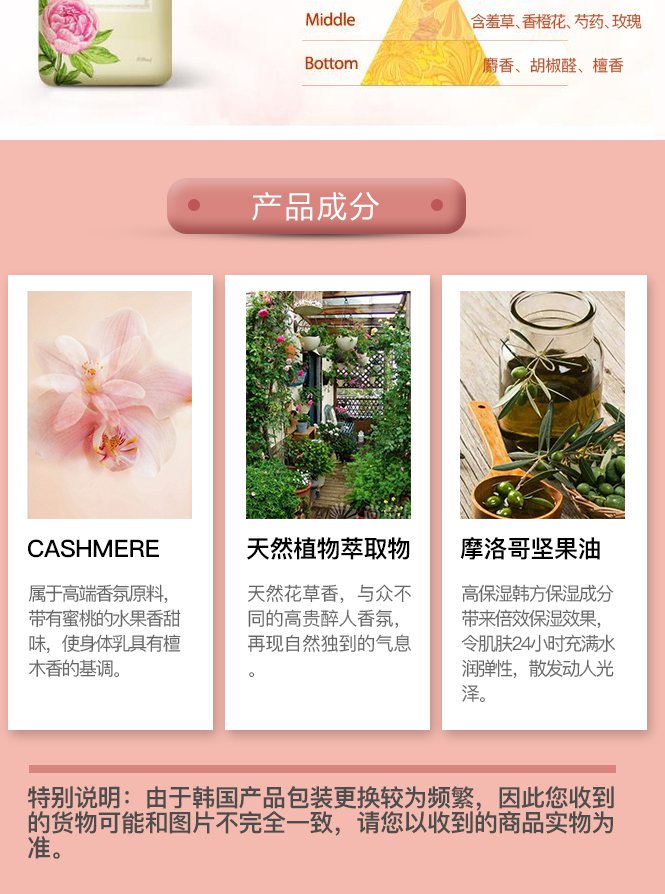 Middle 含羞草、香橙花、芍药、玫瑰
Bottom 麝香、胡椒醛、檀香
产品成分
CASHMERE
属于高端香氛原料，
带有蜜桃的水果香甜
味，使身体乳具有檀
木香的基调。
天然植物萃取物
天然花草香，与众不
同的高贵醉人香氛，
再现自然独到的气息
。
摩洛哥坚果油
高保湿韩方保湿成分
带来倍效保湿效果，
令肌肤24小时充满水
润弹性，散发动人光
泽。
特别说明：由于韩国产品包装更换较为频繁，因此您收到
的货物可能和图片不完全一致，请您以收到的商品实物为
准。